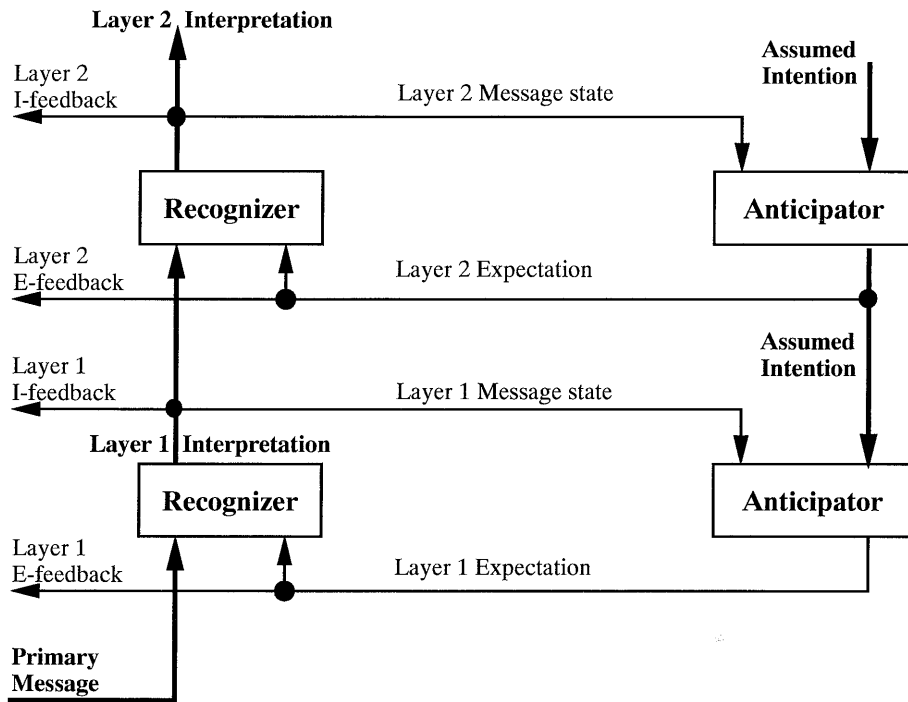 Layer 2 Interpretation
Assumed
Intention
Layer 2
I-feedback
Layer 2 Message state
Recognizer
Anticipator
Layer 2
E-feedback
Layer 2 Expectation
Assumed
Intention
Layer 1
I-feedback
Layer 1 Message state
Layer 1 Interpretation
Recognizer
Anticipator
Layer 1
E-feedback
Layer 1 Expectation
Primary
Message